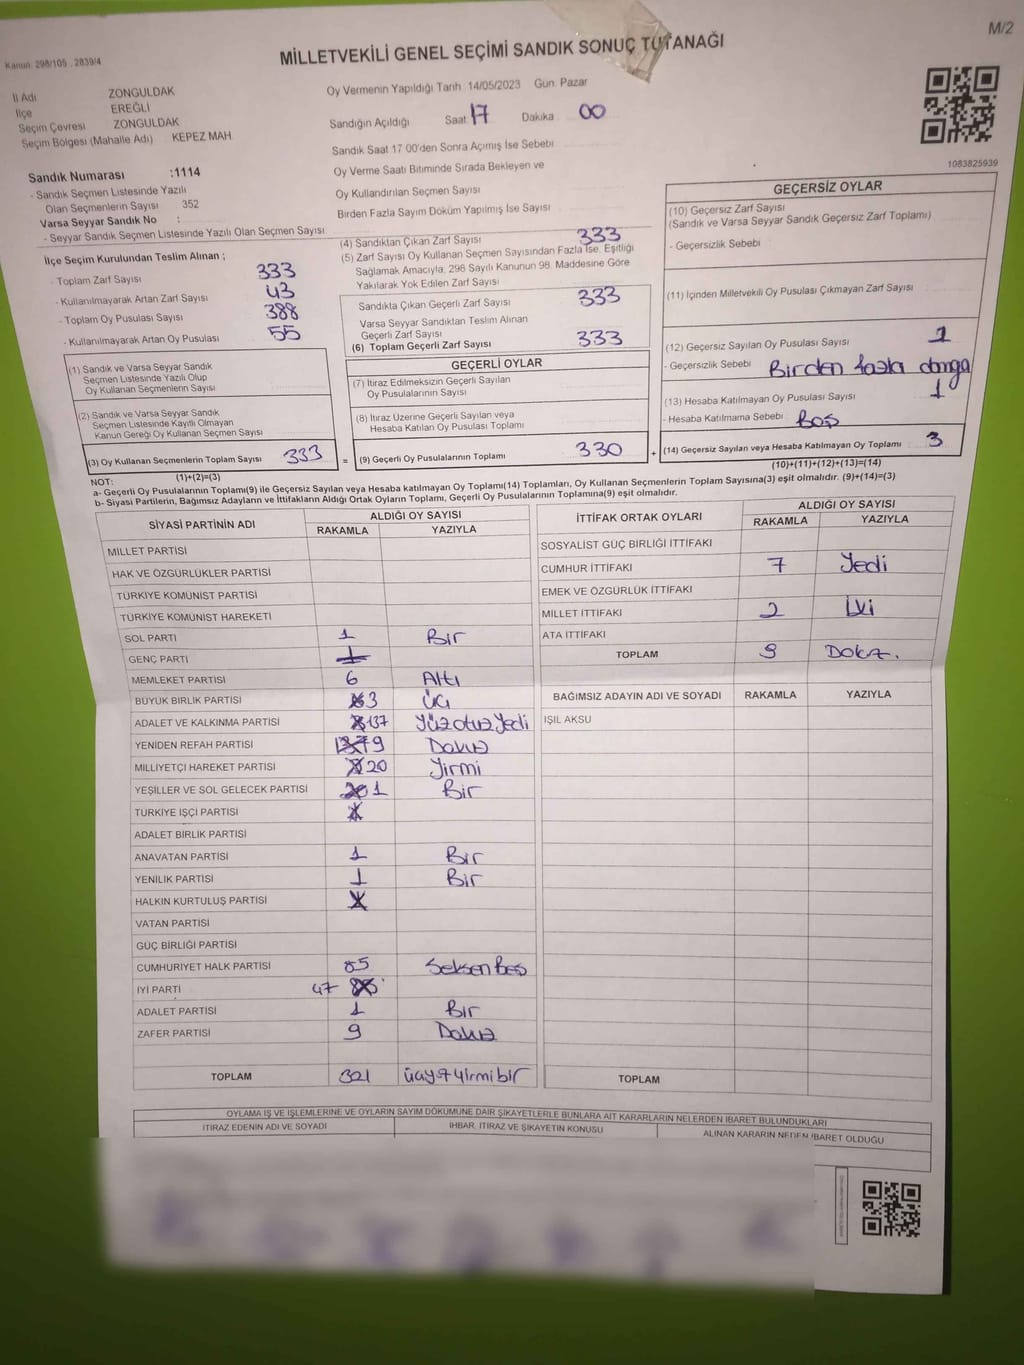 M/2
Kanun: 298/105 . 2839/4
MİLLETVEKİLİ GENEL SEÇİMİ SANDIK SONUÇ TUTANAĞI
İl Adı ZONGULDAK
İlçe EREĞLİ
Seçim Çevresi ZONGULDAK
Seçim Bölgesi (Mahalle Adı) KEPEZ MAH.
Sandık Numarası :1114
- Sandık Seçmen Listesinde Yazılı
Olan Seçmenlerin Sayısı 352
Varsa Seyyar Sandık No :
- Seyyar Sandık Seçmen Listesinde Yazılı Olan Seçmen Sayısı
İlçe Seçim Kurulundan Teslim Alınan ;
- Toplam Zarf Sayısı 333
- Kullanılmayarak Artan Zarf Sayısı 43
- Toplam Oy Pusulası Sayısı 388
- Kullanılmayarak Artan Oy Pusulası 55
(1) Sandık ve Varsa Seyyar Sandık
Seçmen Listesinde Yazılı Olup
Oy Kullanan Seçmenlerin Sayısı
(2) Sandık ve Varsa Seyyar Sandık
Seçmen Listesinde Kayıtlı Olmayan
Kanun Gereği Oy Kullanan Seçmen Sayısı
(3) Oy Kullanan Seçmenlerin Toplam Sayısı 333 =
(1)+(2)=(3)
Oy Vermenin Yapıldığı Tarih :14/05/2023 Gün: Pazar
Sandığın Açıldığı Saat 17 Dakika 00
Sandık Saat 17:00'den Sonra Açımış İse Sebebi
Oy Verme Saati Bitiminde Sırada Bekleyen ve
Oy Kullandırılan Seçmen Sayısı
Birden Fazla Sayım Döküm Yapılmış İse Sayısı
(4) Sandıktan Çıkan Zarf Sayısı 333
(5) Zarf Sayısı Oy Kullanan Seçmen Sayısından Fazla İse, Eşitliği
Sağlamak Amacıyla, 298 Sayılı Kanunun 98. Maddesine Göre
Yakılarak Yok Edilen Zarf Sayısı
Sandıkta Çıkan Geçerli Zarf Sayısı 333
Varsa Seyyar Sandıktan Teslim Alınan
Geçerli Zarf Sayısı
(6) Toplam Geçerli Zarf Sayısı 333
GEÇERLİ OYLAR
(7) İtiraz Edilmeksizin Geçerli Sayılan
Oy Pusulalarının Sayısı
(8) İtiraz Üzerine Geçerli Sayılan veya
Hesaba Katılan Oy Pusulası Toplamı
(9) Geçerli Oy Pusulalarının Toplamı 330 +
1083825939
GEÇERSİZ OYLAR
(10) Geçersiz Zarf Sayısı
(Sandık ve Varsa Seyyar Sandık Geçersiz Zarf Toplamı)
- Geçersizlik Sebebi
(11) İçinden Milletvekili Oy Pusulası Çıkmayan Zarf Sayısı
(12) Geçersiz Sayılan Oy Pusulası Sayısı 2
- Geçersizlik Sebebi Birden fazla damga
(13) Hesaba Katılmayan Oy Pusulası Sayısı 1
- Hesaba Katılmama Sebebi Boş
(14) Geçersiz Sayılan veya Hesaba Katılmayan Oy Toplamı 3
(10)+(11)+(12)+(13)=(14)
NOT:
a- Geçerli Oy Pusulalarının Toplamı(9) ile Geçersiz Sayılan veya Hesaba katılmayan Oy Toplamı(14) Toplamları, Oy Kullanan Seçmenlerin Toplam Sayısına(3) eşit olmalıdır. (9)+(14)=(3)
b- Siyasi Partilerin, Bağımsız Adayların ve İttifakların Aldığı Ortak Oyların Toplamı, Geçerli Oy Pusulalarının Toplamına(9) eşit olmalıdır.
SİYASİ PARTİNİN ADI ALDIĞI OY SAYISI
RAKAMLA YAZIYLA
MİLLET PARTİSİ
HAK VE ÖZGÜRLÜKLER PARTİSİ
TÜRKİYE KOMÜNİST PARTİSİ
TÜRKİYE KOMÜNİST HAREKETİ
SOL PARTİ 1 Bir
GENÇ PARTİ 1
MEMLEKET PARTİSİ 6 Altı
BÜYÜK BİRLİK PARTİSİ 3 Üç
ADALET VE KALKINMA PARTİSİ 137 Yüzotuzyedi
YENİDEN REFAH PARTİSİ 9 Dokuz
MİLLİYETÇİ HAREKET PARTİSİ 20 Yirmi
YEŞİLLER VE SOL GELECEK PARTİSİ 1 Bir
TÜRKİYE İŞÇİ PARTİSİ
ADALET BİRLİK PARTİSİ
ANAVATAN PARTİSİ 1 Bir
YENİLİK PARTİSİ 1 Bir
HALKIN KURTULUŞ PARTİSİ
VATAN PARTİSİ
GÜÇ BİRLİĞİ PARTİSİ
CUMHURİYET HALK PARTİSİ 85 Seksen Beş
İYİ PARTİ 47
ADALET PARTİSİ 1 Bir
ZAFER PARTİSİ 9 Dokuz
TOPLAM 321 üçyüzyirmibir
İTTİFAK ORTAK OYLARI ALDIĞI OY SAYISI
RAKAMLA YAZIYLA
SOSYALİST GÜÇ BİRLİĞİ İTTİFAKI
CUMHUR İTTİFAKI 7 Yedi
EMEK VE ÖZGÜRLÜK İTTİFAKI
MİLLET İTTİFAKI 2 İki
ATA İTTİFAKI
TOPLAM 9 Dokuz.
BAĞIMSIZ ADAYIN ADI VE SOYADI RAKAMLA YAZIYLA
IŞIL AKSU
TOPLAM
OYLAMA İŞ VE İŞLEMLERİNE VE OYLARIN SAYIM DÖKÜMÜNE DAİR ŞİKAYETLERLE BUNLARA AİT KARARLARIN NELERDEN İBARET BULUNDUKLARI
İTİRAZ EDENİN ADI VE SOYADI İHBAR, İTİRAZ VE ŞİKAYETİN KONUSU ALINAN KARARIN NEDEN İBARET OLDUĞU